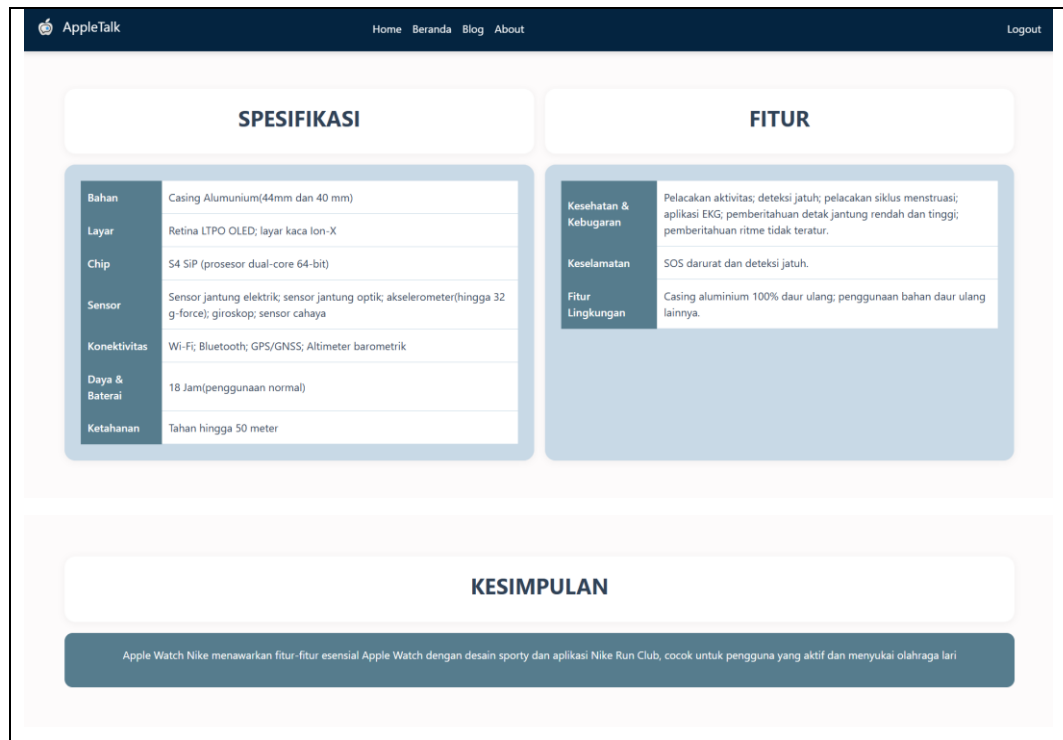 AppleTalk
Home Beranda Blog About
Logout
SPESIFIKASI
Bahan
Casing Alumunium(44mm dan 40 mm)
Layar
Retina LTPO OLED; layar kaca Ion-X
Chip
S4 SiP (prosesor dual-core 64-bit)
Sensor
Sensor jantung elektrik; sensor jantung optik; akselerometer(hingga 32
g-force); giroskop; sensor cahaya
Konektivitas
Wi-Fi; Bluetooth; GPS/GNSS; Altimeter barometrik
Daya &
Baterai
18 Jam(penggunaan normal)
Ketahanan
Tahan hingga 50 meter
FITUR
Kesehatan &
Kebugaran
Pelacakan aktivitas; deteksi jatuh; pelacakan siklus menstruasi;
aplikasi EKG; pemberitahuan detak jantung rendah dan tinggi;
pemberitahuan ritme tidak teratur.
Keselamatan
SOS darurat dan deteksi jatuh.
Fitur
Lingkungan
Casing aluminium 100% daur ulang; penggunaan bahan daur ulang
lainnya.
KESIMPULAN
Apple Watch Nike menawarkan fitur-fitur esensial Apple Watch dengan desain sporty dan aplikasi Nike Run Club, cocok untuk pengguna yang aktif dan menyukai olahraga lari